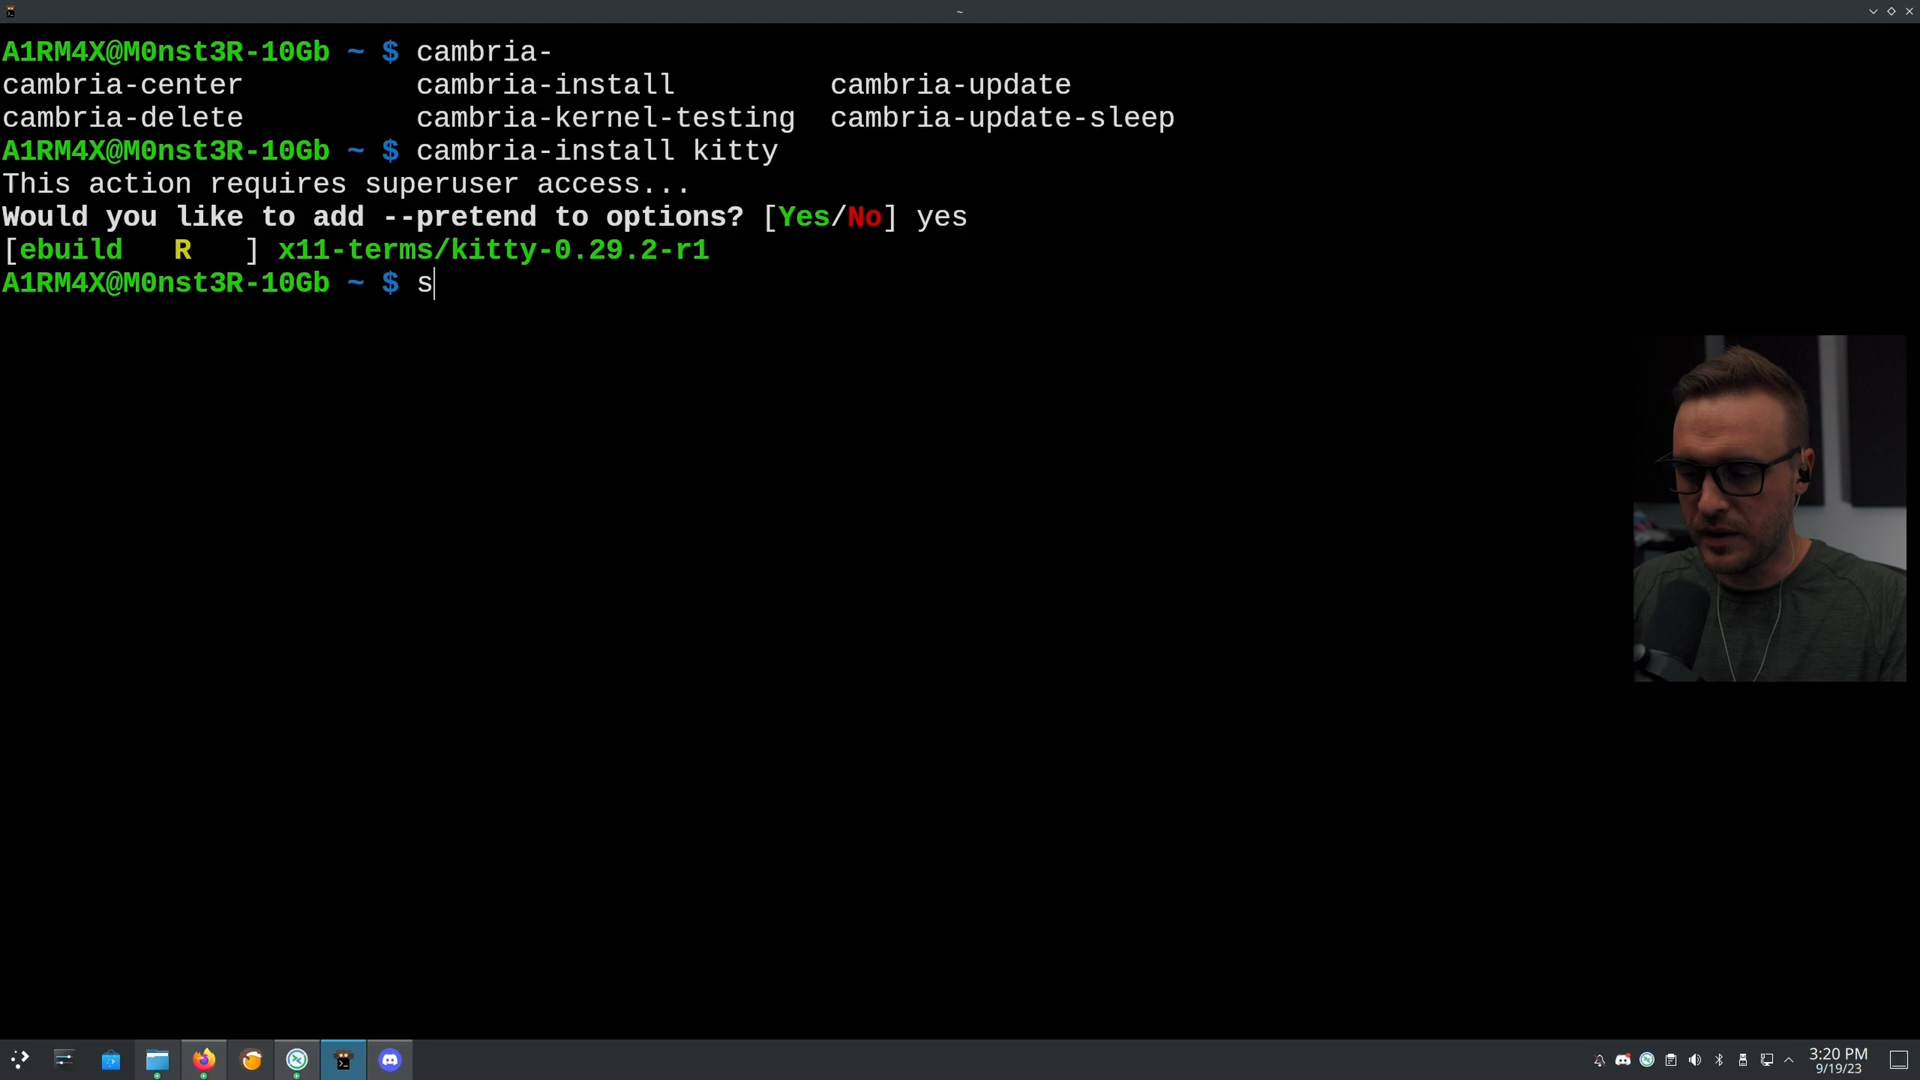 ~
A1RM4X@M0nst3R-10Gb ~ $ cambria-
cambria-center cambria-install cambria-update
cambria-delete cambria-kernel-testing cambria-update-sleep
A1RM4X@M0nst3R-10Gb ~ $ cambria-install kitty
This action requires superuser access...
Would you like to add --pretend to options? [Yes/No] yes
[ebuild   R   ] x11-terms/kitty-0.29.2-r1
A1RM4X@M0nst3R-10Gb ~ $ s
3:20 PM
9/19/23